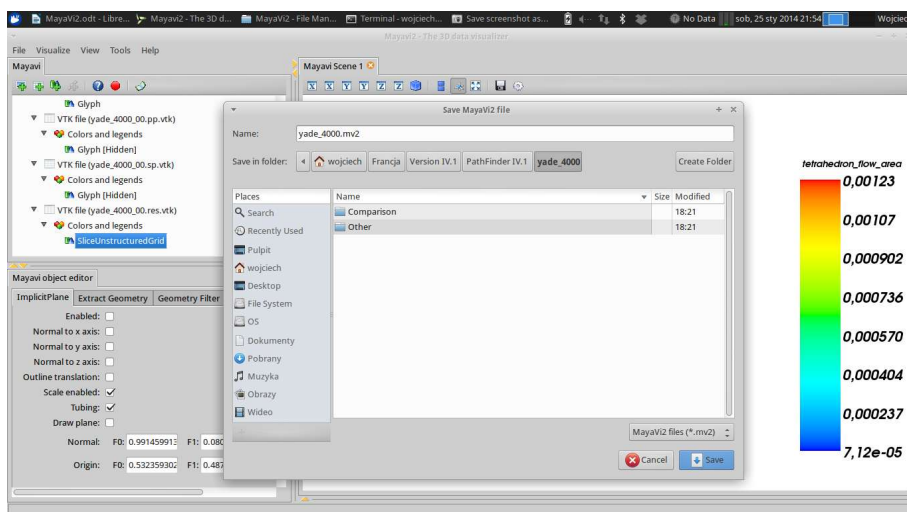 MayaVi2.odt - Libre... Mayavi2 - The 3D d... MayaVi2 - File Man... Terminal - wojciech... Save screenshot as... No Data sob, 25 sty 2014 21:54 Wojciec
Mayavi2 - The 3D data visualizer
File Visualize View Tools Help
Mayavi
Mayavi Scene 1
Glyph
VTK file (yade_4000_00.pp.vtk)
Colors and legends
Glyph [Hidden]
VTK file (yade_4000_00.sp.vtk)
Colors and legends
Glyph [Hidden]
VTK file (yade_4000_00.res.vtk)
Colors and legends
SliceUnstructuredGrid
Mayavi object editor
ImplicitPlane Extract Geometry Geometry Filter
Enabled:
Normal to x axis:
Normal to y axis:
Normal to z axis:
Outline translation:
Scale enabled:
Tubing:
Draw plane:
Normal: F0: 0.991459913 F1: 0.080
Origin: F0: 0.532359302 F1: 0.487
Save MayaVi2 file
Name: yade_4000.mv2
Save in folder: wojciech Francja Version IV.1 PathFinder IV.1 yade_4000 Create Folder
Places
Search
Recently Used
Pulpit
wojciech
Desktop
File System
OS
Dokumenty
Pobrany
Muzyka
Obrazy
Wideo
Name Size Modified
Comparison 18:21
Other 18:21
MayaVi2 files (*.mv2)
Cancel Save
tetrahedron_flow_area
0,00123
0,00107
0,000902
0,000736
0,000570
0,000404
0,000237
7,12e-05